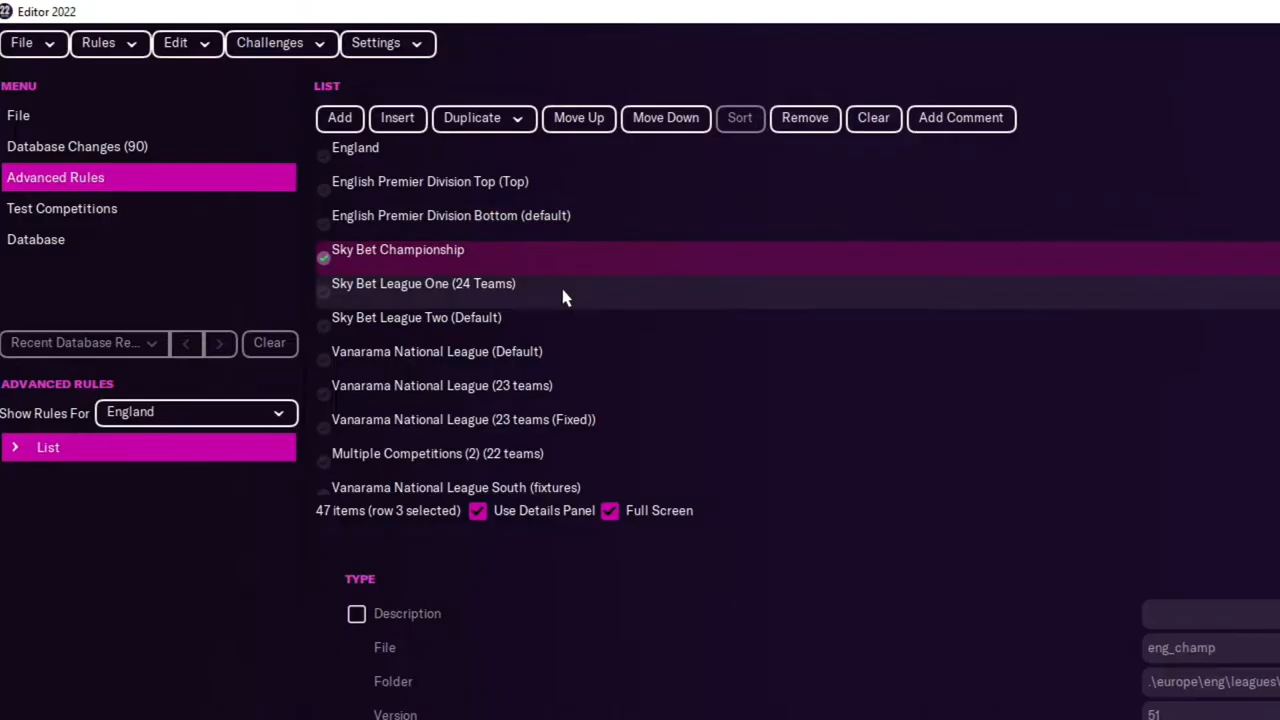 22 Editor 2022
File Rules Edit Challenges Settings
MENU
File
Database Changes (90)
Advanced Rules
Test Competitions
Database
Recent Database Re... < > Clear
ADVANCED RULES
Show Rules For England
List
LIST
Add Insert Duplicate Move Up Move Down Sort Remove Clear Add Comment
England
English Premier Division Top (Top)
English Premier Division Bottom (default)
Sky Bet Championship
Sky Bet League One (24 Teams)
Sky Bet League Two (Default)
Vanarama National League (Default)
Vanarama National League (23 teams)
Vanarama National League (23 teams (Fixed))
Multiple Competitions (2) (22 teams)
Vanarama National League South (fixtures)
47 items (row 3 selected) Use Details Panel Full Screen
TYPE
Description
File eng_champ
Folder .\europe\eng\leagues\
Version 51